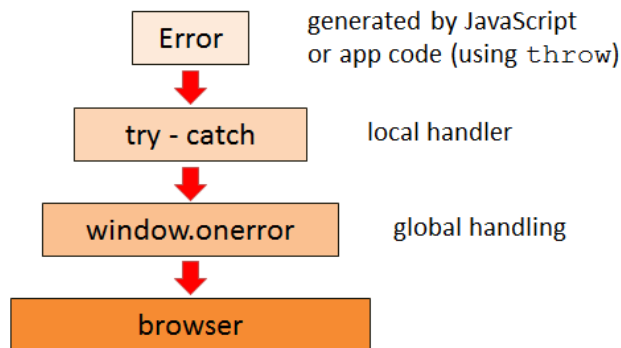 Error
generated by JavaScript
or app code (using throw)
try - catch
local handler
window.onerror
global handling
browser